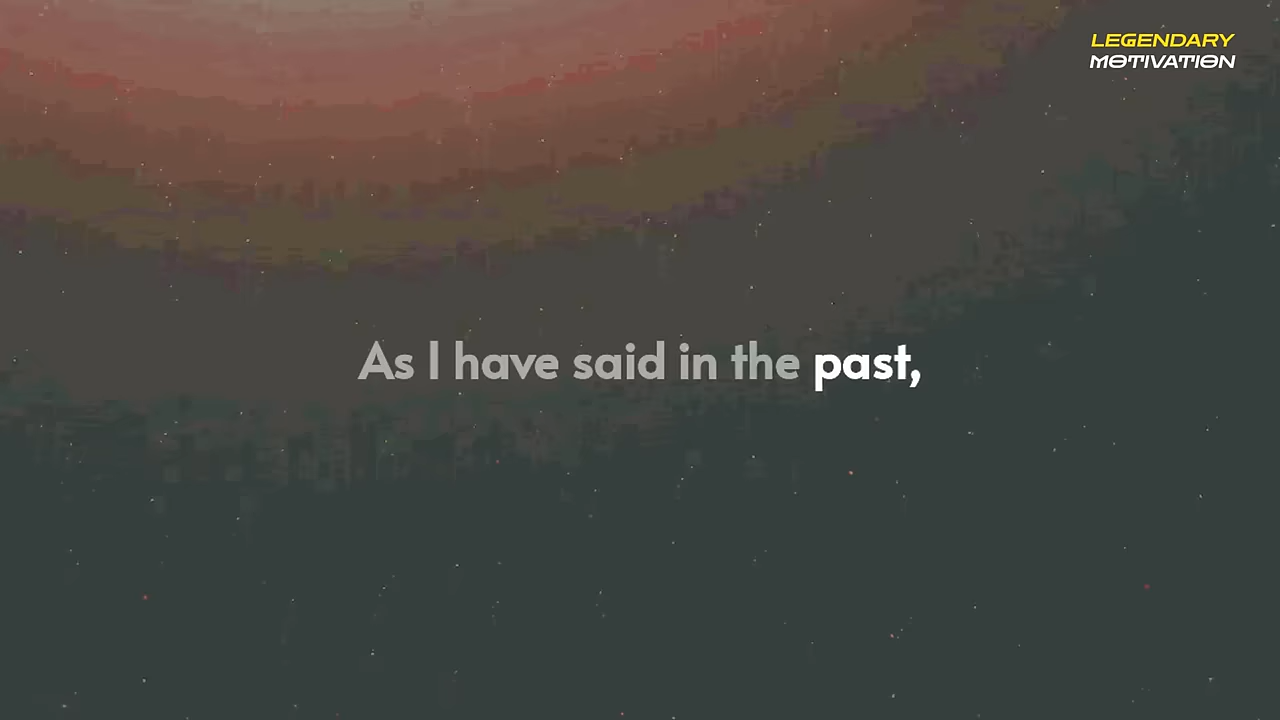 LEGENDARY
MOTIVATION
As I have said in the past,